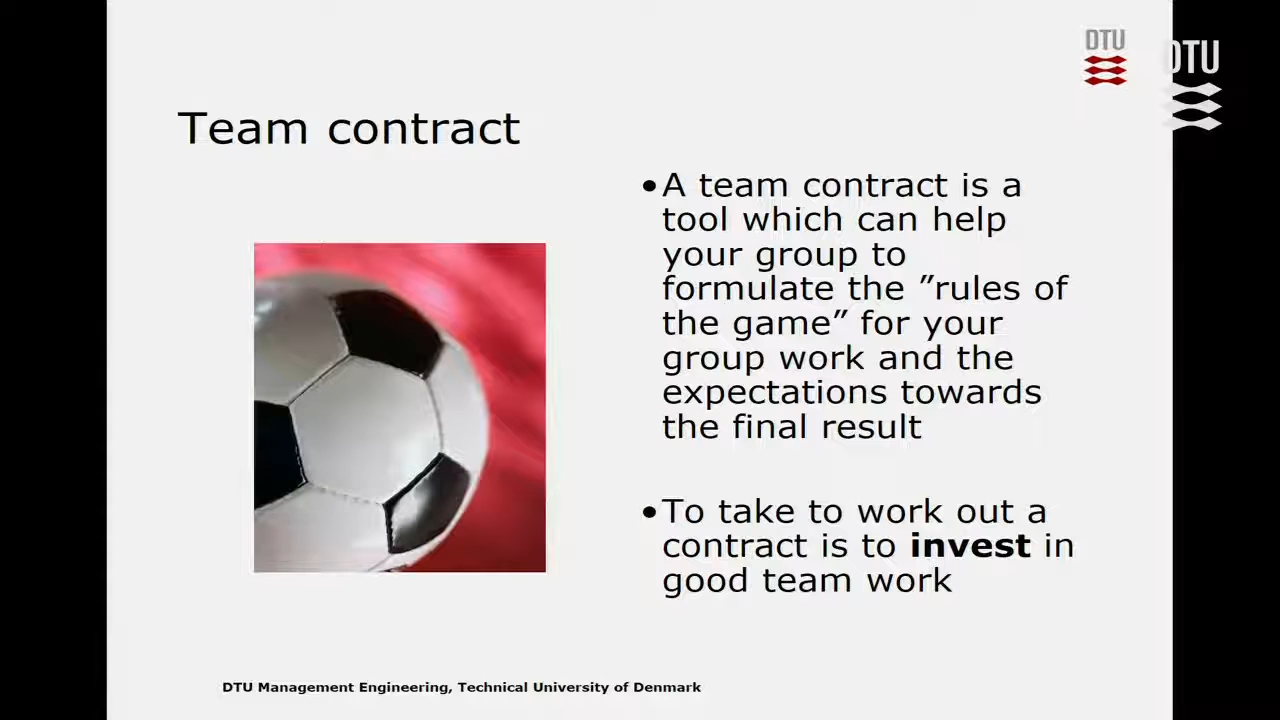 DTU
DTU
Team contract
•A team contract is a
tool which can help
your group to
formulate the ”rules of
the game” for your
group work and the
expectations towards
the final result
•To take to work out a
contract is to invest in
good team work
DTU Management Engineering, Technical University of Denmark